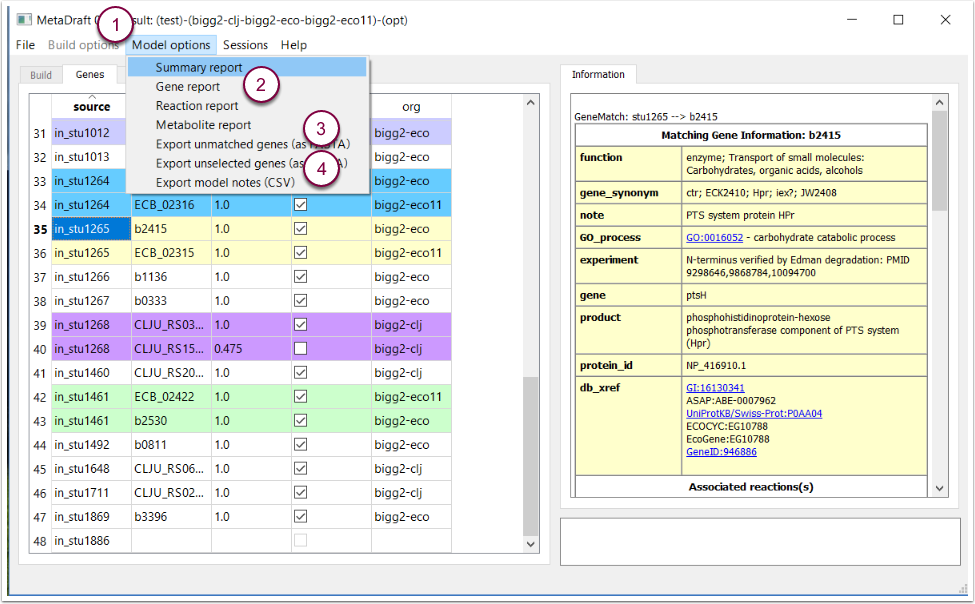 MetaDraft sult: (test)-(bigg2-clj-bigg2-eco-bigg2-eco11)-(opt)
1
File Build options Model options Sessions Help
Build Genes
Summary report
Gene report
2
Reaction report
Metabolite report
3
Export unmatched genes (as
Export unselected genes (as
4
Export model notes (CSV)
source org
31 in_stu1012 bigg2-eco
32 in_stu1013 bigg2-eco
33 in_stu1264 bigg2-eco
34 in_stu1264 ECB_02316 1.0 bigg2-eco11
35 in_stu1265 b2415 1.0 bigg2-eco
36 in_stu1265 ECB_02315 1.0 bigg2-eco11
37 in_stu1266 b1136 1.0 bigg2-eco
38 in_stu1267 b0333 1.0 bigg2-eco
39 in_stu1268 CLJU_RS03... 1.0 bigg2-clj
40 in_stu1268 CLJU_RS15... 0.475 bigg2-clj
41 in_stu1460 CLJU_RS20... 1.0 bigg2-clj
42 in_stu1461 ECB_02422 1.0 bigg2-eco11
43 in_stu1461 b2530 1.0 bigg2-eco
44 in_stu1492 b0811 1.0 bigg2-eco
45 in_stu1648 CLJU_RS06... 1.0 bigg2-clj
46 in_stu1711 CLJU_RS02... 1.0 bigg2-clj
47 in_stu1869 b3396 1.0 bigg2-eco
48 in_stu1886
Information
GeneMatch: stu1265 --> b2415
Matching Gene Information: b2415
function enzyme; Transport of small molecules:
Carbohydrates, organic acids, alcohols
gene_synonym ctr; ECK2410; Hpr; iex?; JW2408
note PTS system protein HPr
GO_process GO:0016052 - carbohydrate catabolic process
experiment N-terminus verified by Edman degradation: PMID
9298646,9868784,10094700
gene ptsH
product phosphohistidinoprotein-hexose
phosphotransferase component of PTS system
(Hpr)
protein_id NP_416910.1
db_xref GI:16130341
ASAP:ABE-0007962
UniProtKB/Swiss-Prot:P0AA04
ECOCYC:EG10788
EcoGene:EG10788
GeneID:946886
Associated reactions(s)